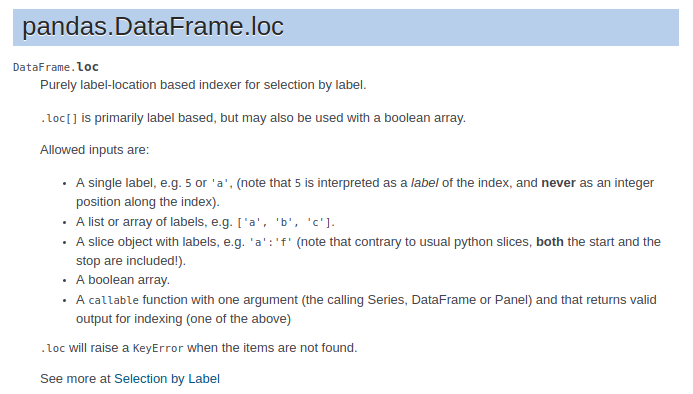 pandas.DataFrame.loc
DataFrame.loc
Purely label-location based indexer for selection by label.
.loc[] is primarily label based, but may also be used with a boolean array.
Allowed inputs are:
• A single label, e.g. 5 or 'a', (note that 5 is interpreted as a label of the index, and never as an integer
position along the index).
• A list or array of labels, e.g. ['a', 'b', 'c'].
• A slice object with labels, e.g. 'a':'f' (note that contrary to usual python slices, both the start and the
stop are included!).
• A boolean array.
• A callable function with one argument (the calling Series, DataFrame or Panel) and that returns valid
output for indexing (one of the above)
.loc will raise a KeyError when the items are not found.
See more at Selection by Label